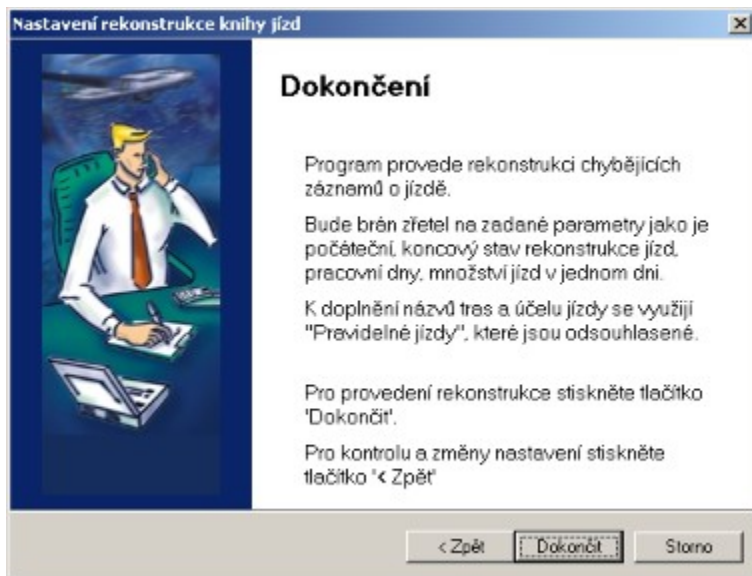 Nastavení rekonstrukce knihy jízd
Dokončení
Program provede rekonstrukci chybějících
záznamů o jízdě.
Bude brán zřetel na zadané parametry jako je
počáteční, koncový stav rekonstrukce jízd,
pracovní dny, množství jízd v jednom dni.
K doplnění názvů tras a účelu jízdy se využijí
"Pravidelné jízdy", které jsou odsouhlasené.
Pro provedení rekonstrukce stiskněte tlačítko
'Dokončit'.
Pro kontrolu a změny nastavení stiskněte
tlačítko '< Zpět'
< Zpět Dokončit Storno